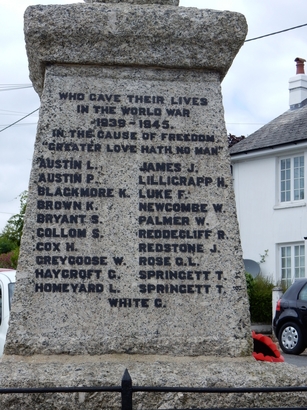 WHO GAVE THEIR LIVES
IN THE WORLD WAR
1939-1945.
IN THE CAUSE OF FREEDOM
"GREATER LOVE HATH NO MAN"
AUSTIN L. JAMES J.
AUSTIN P. LILLIGRAPP H.
BLACKMORE K. LUKE F.
BROWN K. NEWCOMBE W.
BRYANT S. PALMER W.
COLLOM S. REDDECLIFF R.
COX H. REDSTONE J.
GREYGOOSE W. ROSE G.L.
HAYCROFT G. SPRINGETT T.
HOMEYARD L. SPRINGETT T.
WHITE G.